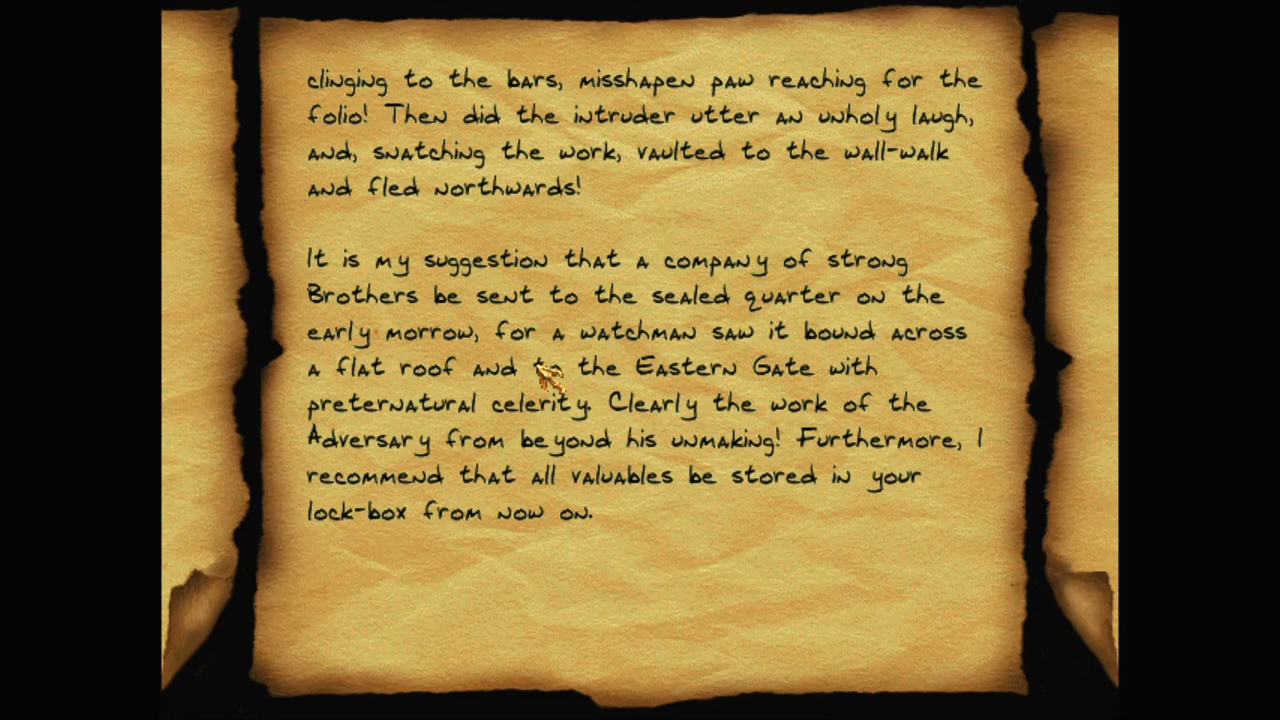 clinging to the bars, misshapen paw reaching for the
folio! Then did the intruder utter an unholy laugh,
and, snatching the work, vaulted to the wall-walk
and fled northwards!
It is my suggestion that a company of strong
Brothers be sent to the sealed quarter on the
early morrow, for a watchman saw it bound across
a flat roof and to the Eastern Gate with
preternatural celerity. Clearly the work of the
Adversary from beyond his unmaking! Furthermore, I
recommend that all valuables be stored in your
lock-box from now on.